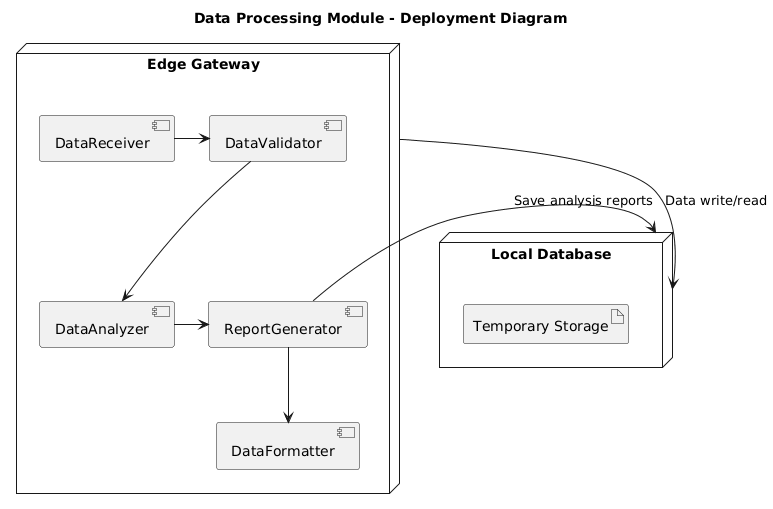 Data Processing Module - Deployment Diagram
Edge Gateway
DataReceiver
DataValidator
Save analysis reports
Data write/read
Local Database
Temporary Storage
DataAnalyzer
ReportGenerator
DataFormatter